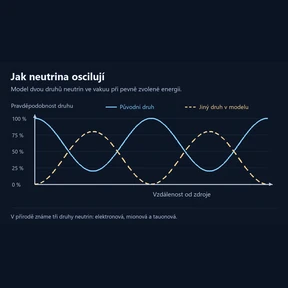 Jak neutrina oscilují
Model dvou druhů neutrin ve vakuu při pevně zvolené energii.
Pravděpodobnost druhu
Původní druh
Jiný druh v modelu
100 %
75 %
50 %
25 %
0 %
Vzdálenost od zdroje
V přírodě známe tři druhy neutrin: elektronová, mionová a tauonová.